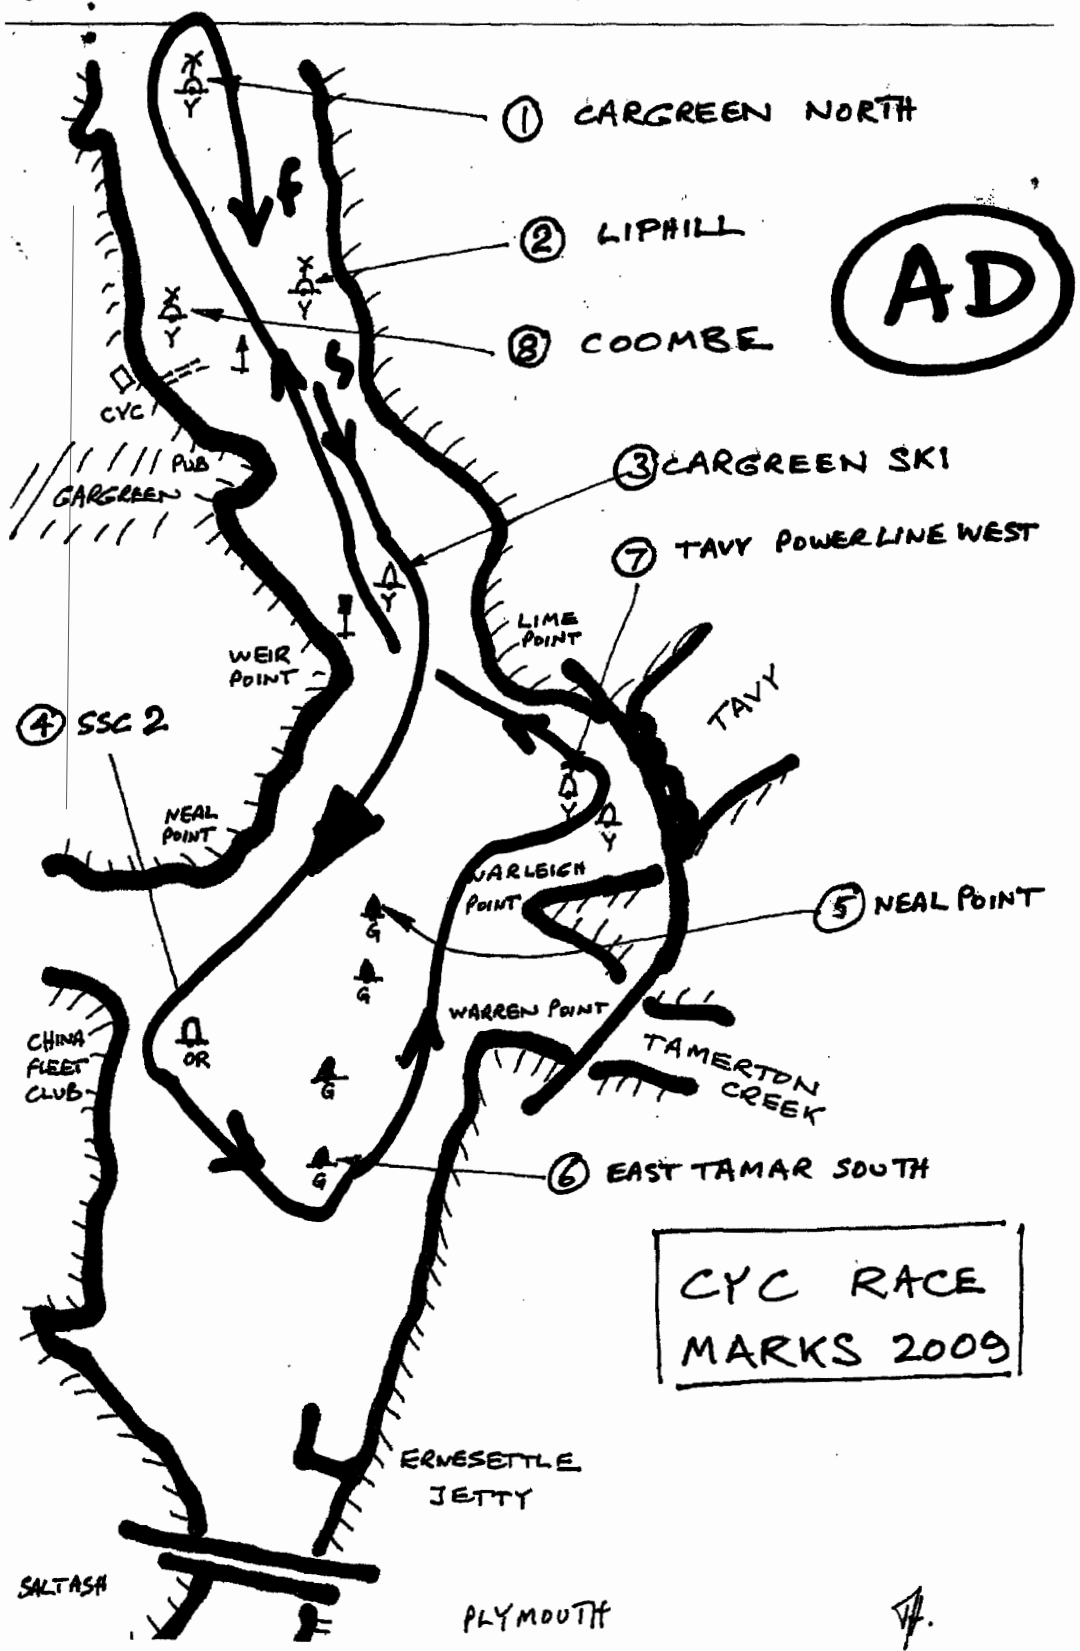 Y
① CARGREEN NORTH
f
② LIPHILL
AD
Y
Y
⑧ COOMBE
S
CYC
PUB
③ CARGREEN SKI
CARGREEN
⑦ TAVY POWERLINE WEST
Y
LIME
POINT
WEIR
POINT
TAVY
④ SSC 2
NEAL
POINT
Y
Y
WARLEIGH
POINT
⑤ NEAL POINT
G
G
WARREN POINT
CHINA
FLEET
CLUB
OR
TAMERTON
CREEK
G
⑥ EAST TAMAR SOUTH
G
CYC RACE
MARKS 2009
ERNESETTLE
JETTY
SALTASH
PLYMOUTH